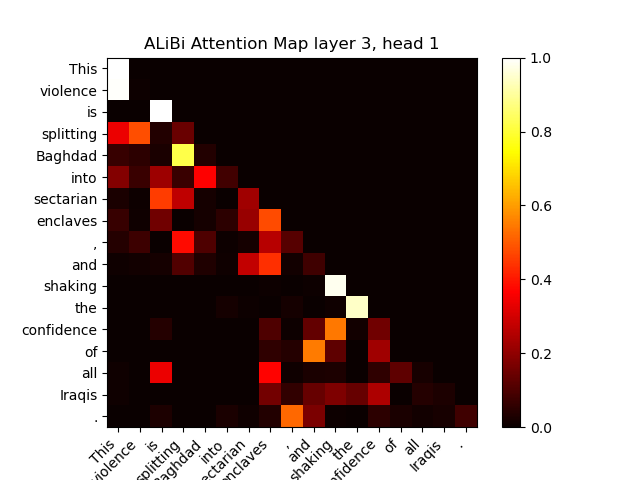 ALiBi Attention Map layer 3, head 1
This
violence
is
splitting
Baghdad
into
sectarian
enclaves
,
and
shaking
the
confidence
of
all
Iraqis
.
1.0
0.8
0.6
0.4
0.2
0.0
This
is
splitting
into
,
and
shaking
the
of
all
Iraqis
.